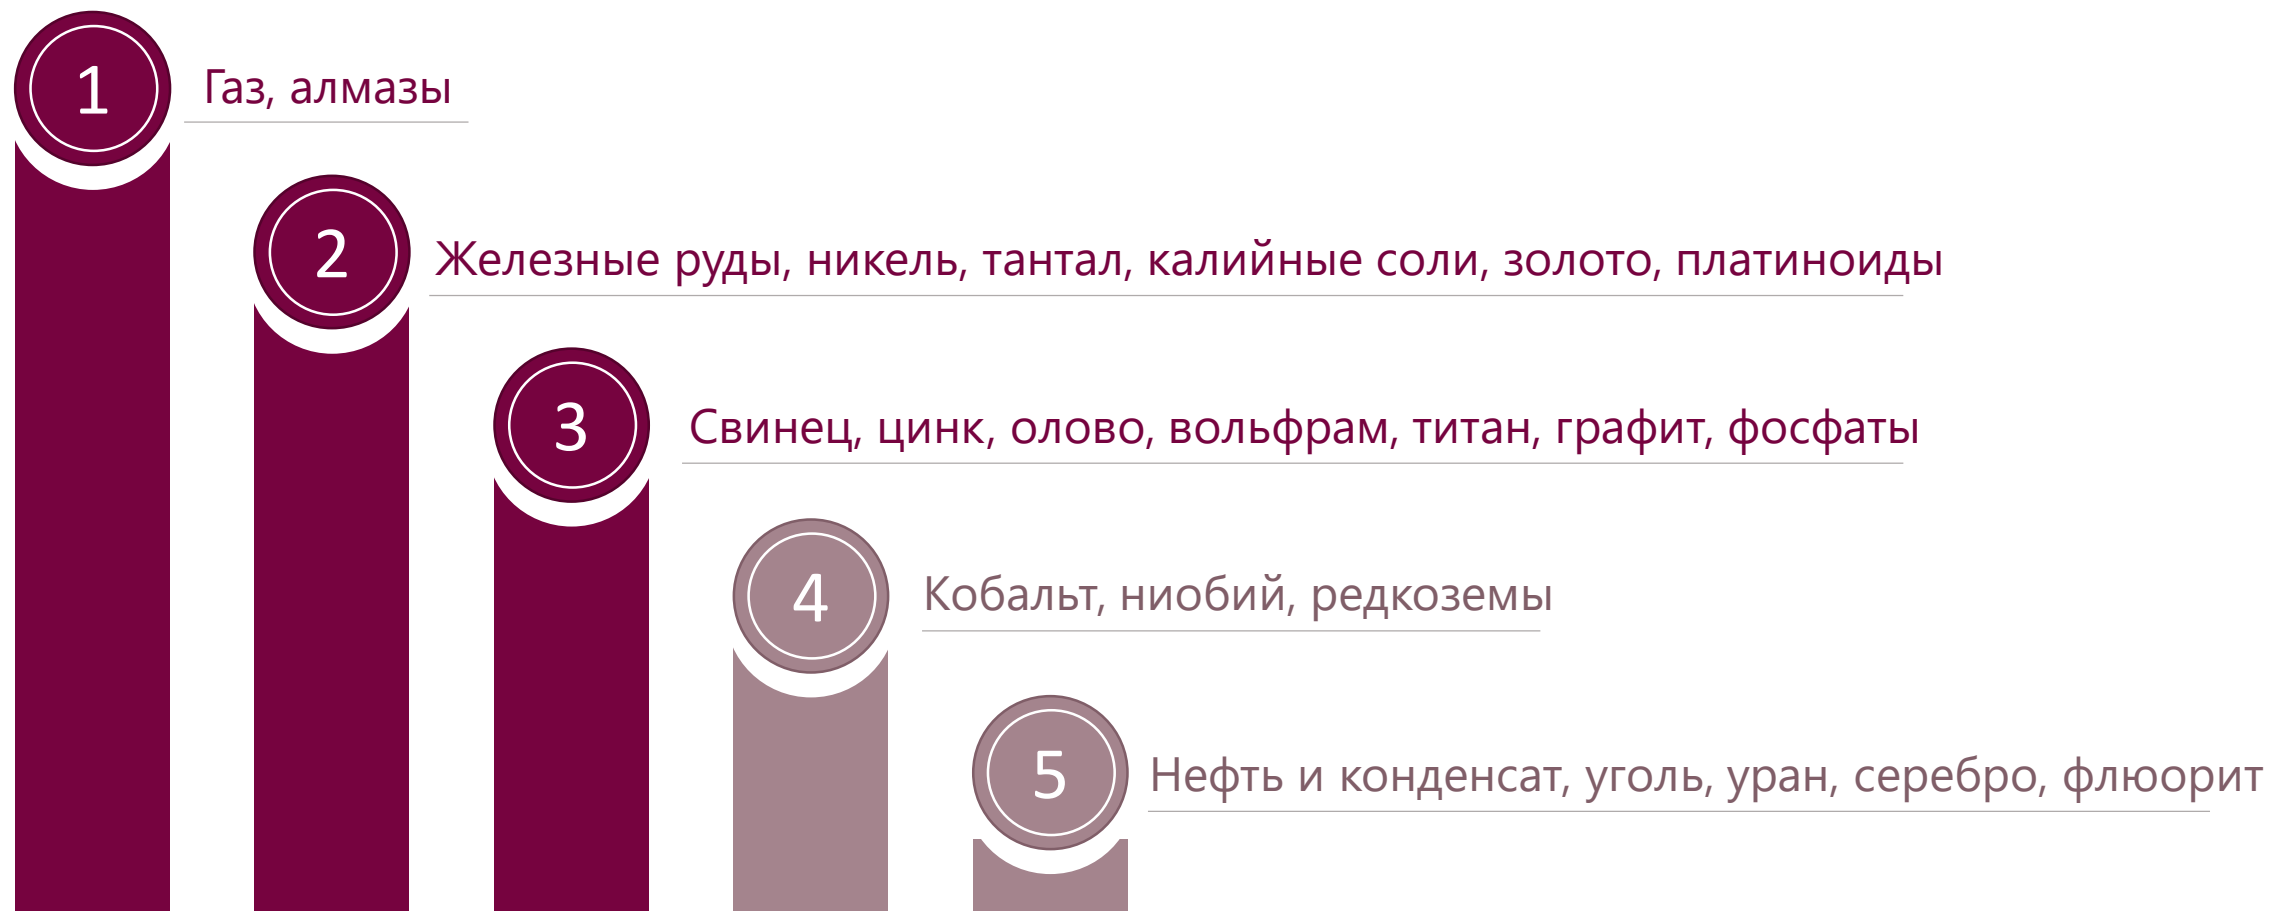 1
Газ, алмазы
2
Железные руды, никель, тантал, калийные соли, золото, платиноиды
3
Свинец, цинк, олово, вольфрам, титан, графит, фосфаты
4
Кобальт, ниобий, редкоземы
5
Нефть и конденсат, уголь, уран, серебро, флюорит